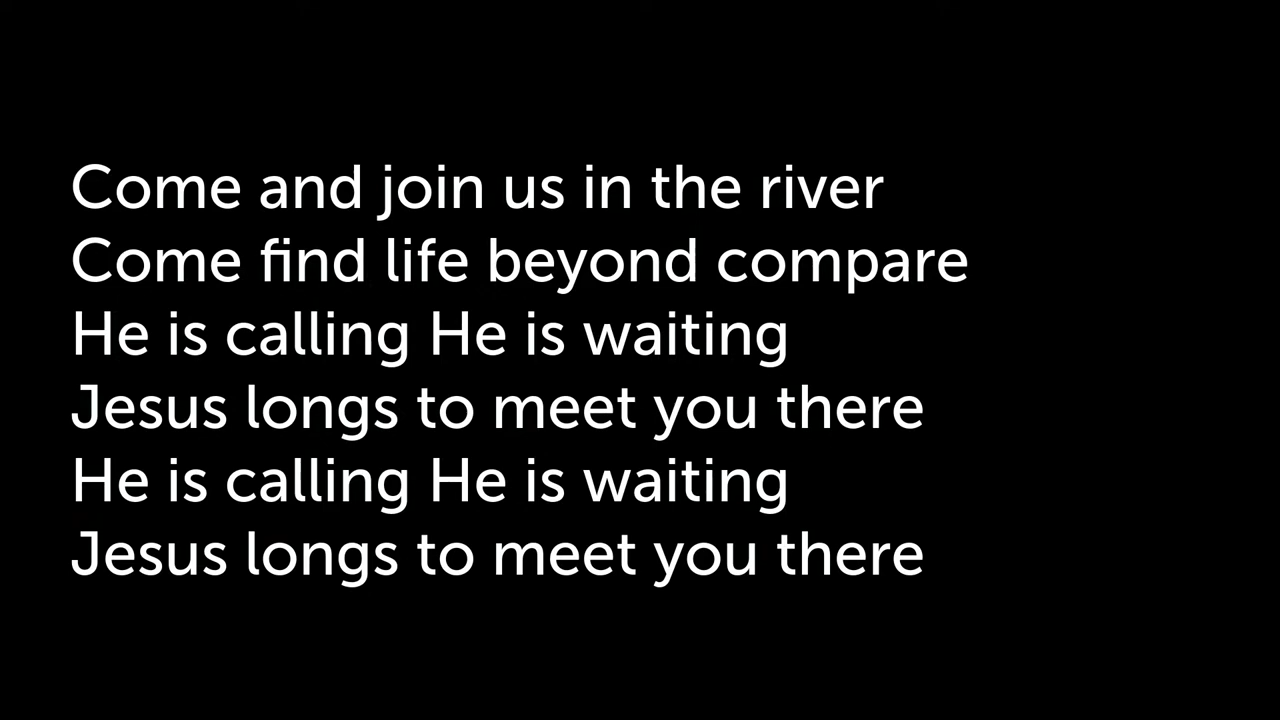 Come and join us in the river
Come find life beyond compare
He is calling He is waiting
Jesus longs to meet you there
He is calling He is waiting
Jesus longs to meet you there